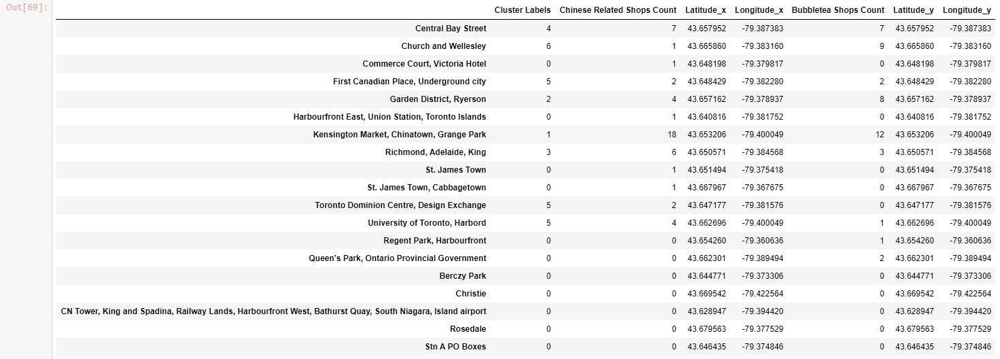 Out[69]:
Cluster Labels Chinese Related Shops Count Latitude_x Longitude_x Bubbletea Shops Count Latitude_y Longitude_y
Central Bay Street 4 7 43.657952 -79.387383 7 43.657952 -79.387383
Church and Wellesley 6 1 43.665860 -79.383160 9 43.665860 -79.383160
Commerce Court, Victoria Hotel 0 1 43.648198 -79.379817 0 43.648198 -79.379817
First Canadian Place, Underground city 5 2 43.648429 -79.382280 2 43.648429 -79.382280
Garden District, Ryerson 2 4 43.657162 -79.378937 8 43.657162 -79.378937
Harbourfront East, Union Station, Toronto Islands 0 1 43.640816 -79.381752 0 43.640816 -79.381752
Kensington Market, Chinatown, Grange Park 1 18 43.653206 -79.400049 12 43.653206 -79.400049
Richmond, Adelaide, King 3 6 43.650571 -79.384568 3 43.650571 -79.384568
St. James Town 0 1 43.651494 -79.375418 0 43.651494 -79.375418
St. James Town, Cabbagetown 0 1 43.667967 -79.367675 0 43.667967 -79.367675
Toronto Dominion Centre, Design Exchange 5 2 43.647177 -79.381576 0 43.647177 -79.381576
University of Toronto, Harbord 5 4 43.662696 -79.400049 1 43.662696 -79.400049
Regent Park, Harbourfront 0 0 43.654260 -79.360636 1 43.654260 -79.360636
Queen's Park, Ontario Provincial Government 0 0 43.662301 -79.389494 2 43.662301 -79.389494
Berczy Park 0 0 43.644771 -79.373306 0 43.644771 -79.373306
Christie 0 0 43.669542 -79.422564 0 43.669542 -79.422564
CN Tower, King and Spadina, Railway Lands, Harbourfront West, Bathurst Quay, South Niagara, Island airport 0 0 43.628947 -79.394420 0 43.628947 -79.394420
Rosedale 0 0 43.679563 -79.377529 0 43.679563 -79.377529
Stn A PO Boxes 0 0 43.646435 -79.374846 0 43.646435 -79.374846